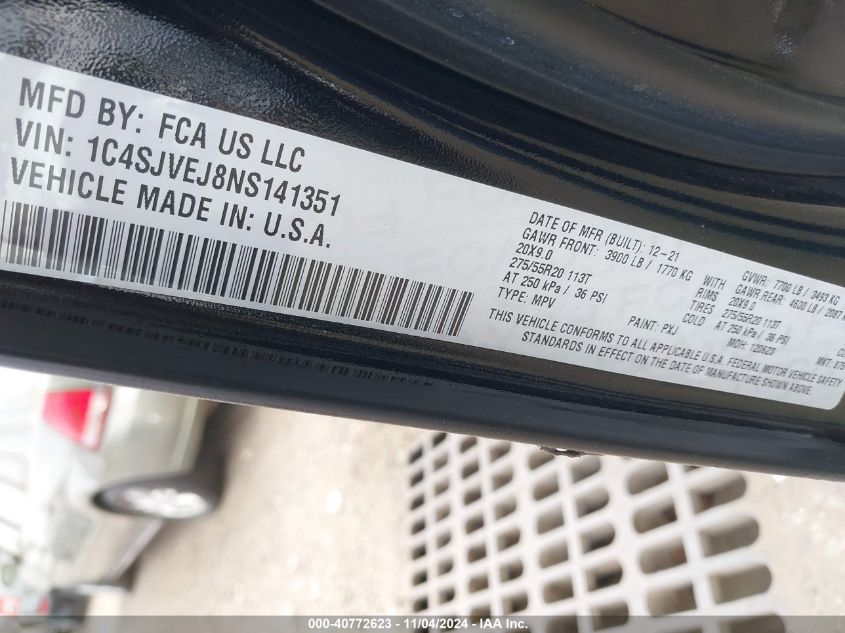 MFD BY: FCA US LLC
VIN: 1C4SJVEJ8NS141351
VEHICLE MADE IN: U.S.A.
DATE OF MFR (BUILT): 12-21 GVWR: 7700 LB / 3493 KG
GAWR FRONT: 3900 LB / 1770 KG WITH GAWR REAR: 4600 LB / 2087
20X9.0 RIMS 20X9.0
275/55R20 113T TIRES 275/55R20 113T
AT 250 kPa / 36 PSI COLD AT 250 kPa / 36 PSI
TYPE: MPV PAINT: PXJ MDH: 120620 MKT: 875
THIS VEHICLE CONFORMS TO ALL APPLICABLE U.S.A. FEDERAL MOTOR VEHICLE SAFETY
STANDARDS IN EFFECT ON THE DATE OF MANUFACTURE SHOWN ABOVE.
000-40772623 - 11/04/2024 - IAA Inc.